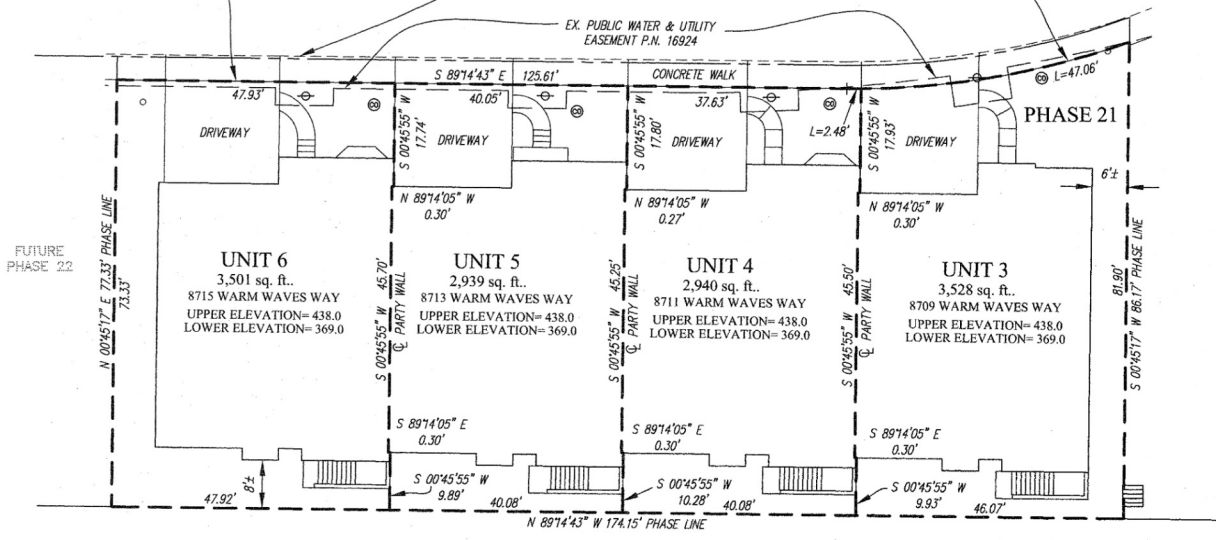 EX. PUBLIC WATER & UTILITY
EASEMENT P.N. 16924
S 89°14'43" E 125.61'
CONCRETE WALK
L=47.06'
PHASE 21
47.93'
40.05'
37.63'
L=2.48'
DRIVEWAY
DRIVEWAY
DRIVEWAY
DRIVEWAY
S 00°45'55" W
17.74'
S 00°45'55" W
17.80'
S 00°45'55" W
17.93'
6'±
N 89°14'05" W
0.30'
N 89°14'05" W
0.27'
N 89°14'05" W
0.30'
FUTURE
PHASE 22
N 00°45'17" E 77.33' PHASE LINE
73.33'
UNIT 6
3,501 sq. ft..
8715 WARM WAVES WAY
UPPER ELEVATION= 438.0
LOWER ELEVATION= 369.0
S 00°45'55" W 45.70'
℄ PARTY WALL
UNIT 5
2,939 sq. ft..
8713 WARM WAVES WAY
UPPER ELEVATION= 438.0
LOWER ELEVATION= 369.0
S 00°45'55" W 45.25'
℄ PARTY WALL
UNIT 4
2,940 sq. ft..
8711 WARM WAVES WAY
UPPER ELEVATION= 438.0
LOWER ELEVATION= 369.0
S 00°45'55" W 45.50'
℄ PARTY WALL
UNIT 3
3,528 sq. ft..
8709 WARM WAVES WAY
UPPER ELEVATION= 438.0
LOWER ELEVATION= 369.0
81.90'
S 00°45'17" W 86.17' PHASE LINE
S 89°14'05" E
0.30'
S 89°14'05" E
0.30'
S 89°14'05" E
0.30'
8'±
S 00°45'55" W
9.89'
S 00°45'55" W
10.28'
S 00°45'55" W
9.93'
47.92'
40.08'
40.08'
46.07'
N 89°14'43" W 174.15' PHASE LINE